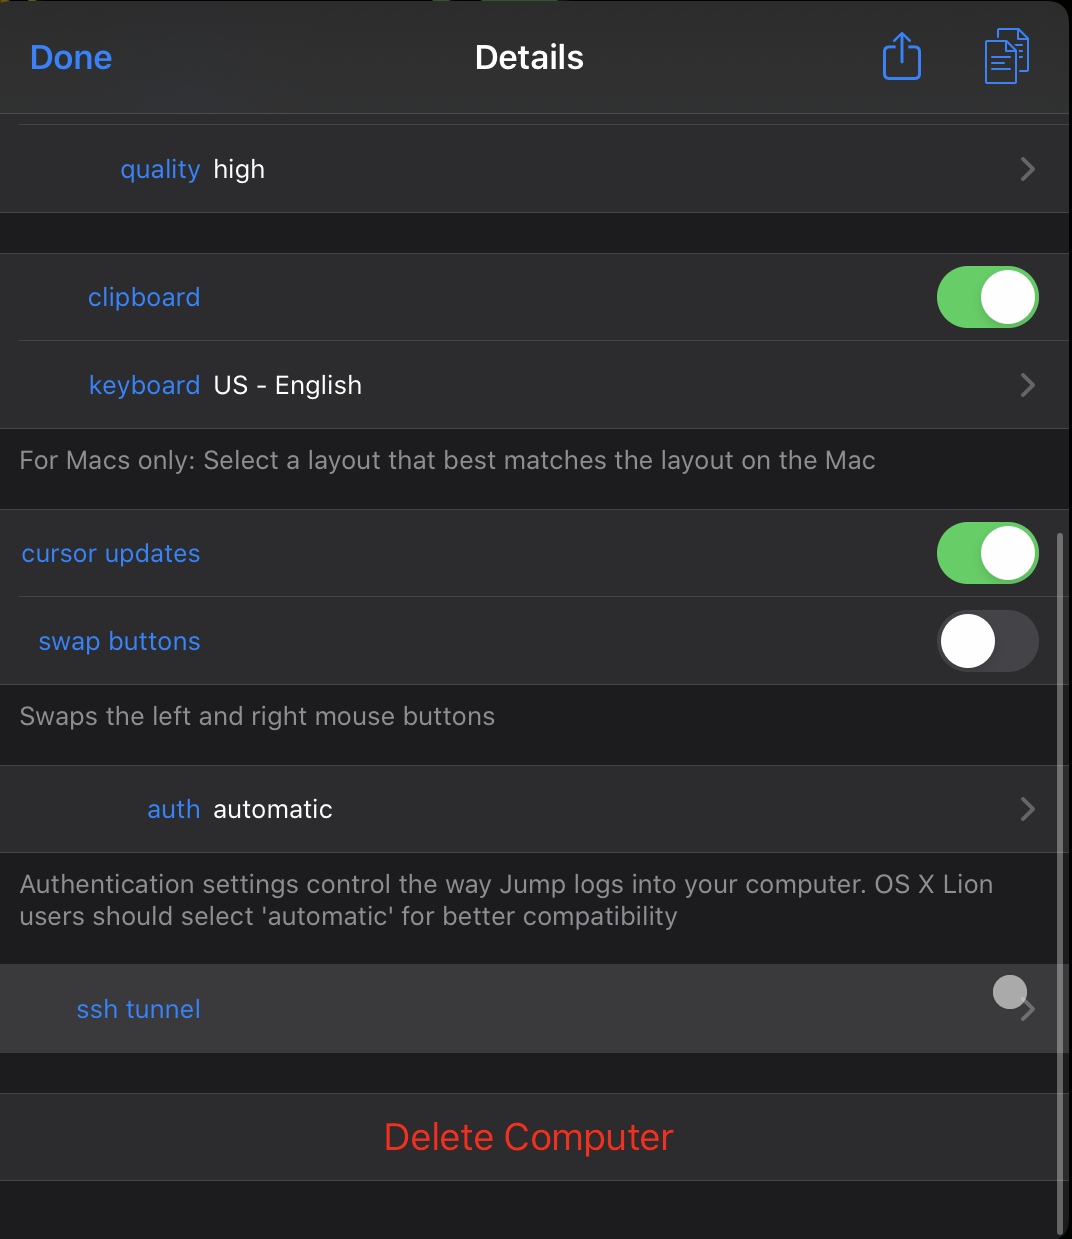 Done
Details
quality high
clipboard
keyboard US - English
For Macs only: Select a layout that best matches the layout on the Mac
cursor updates
swap buttons
Swaps the left and right mouse buttons
auth automatic
Authentication settings control the way Jump logs into your computer. OS X Lion
users should select 'automatic' for better compatibility
ssh tunnel
Delete Computer